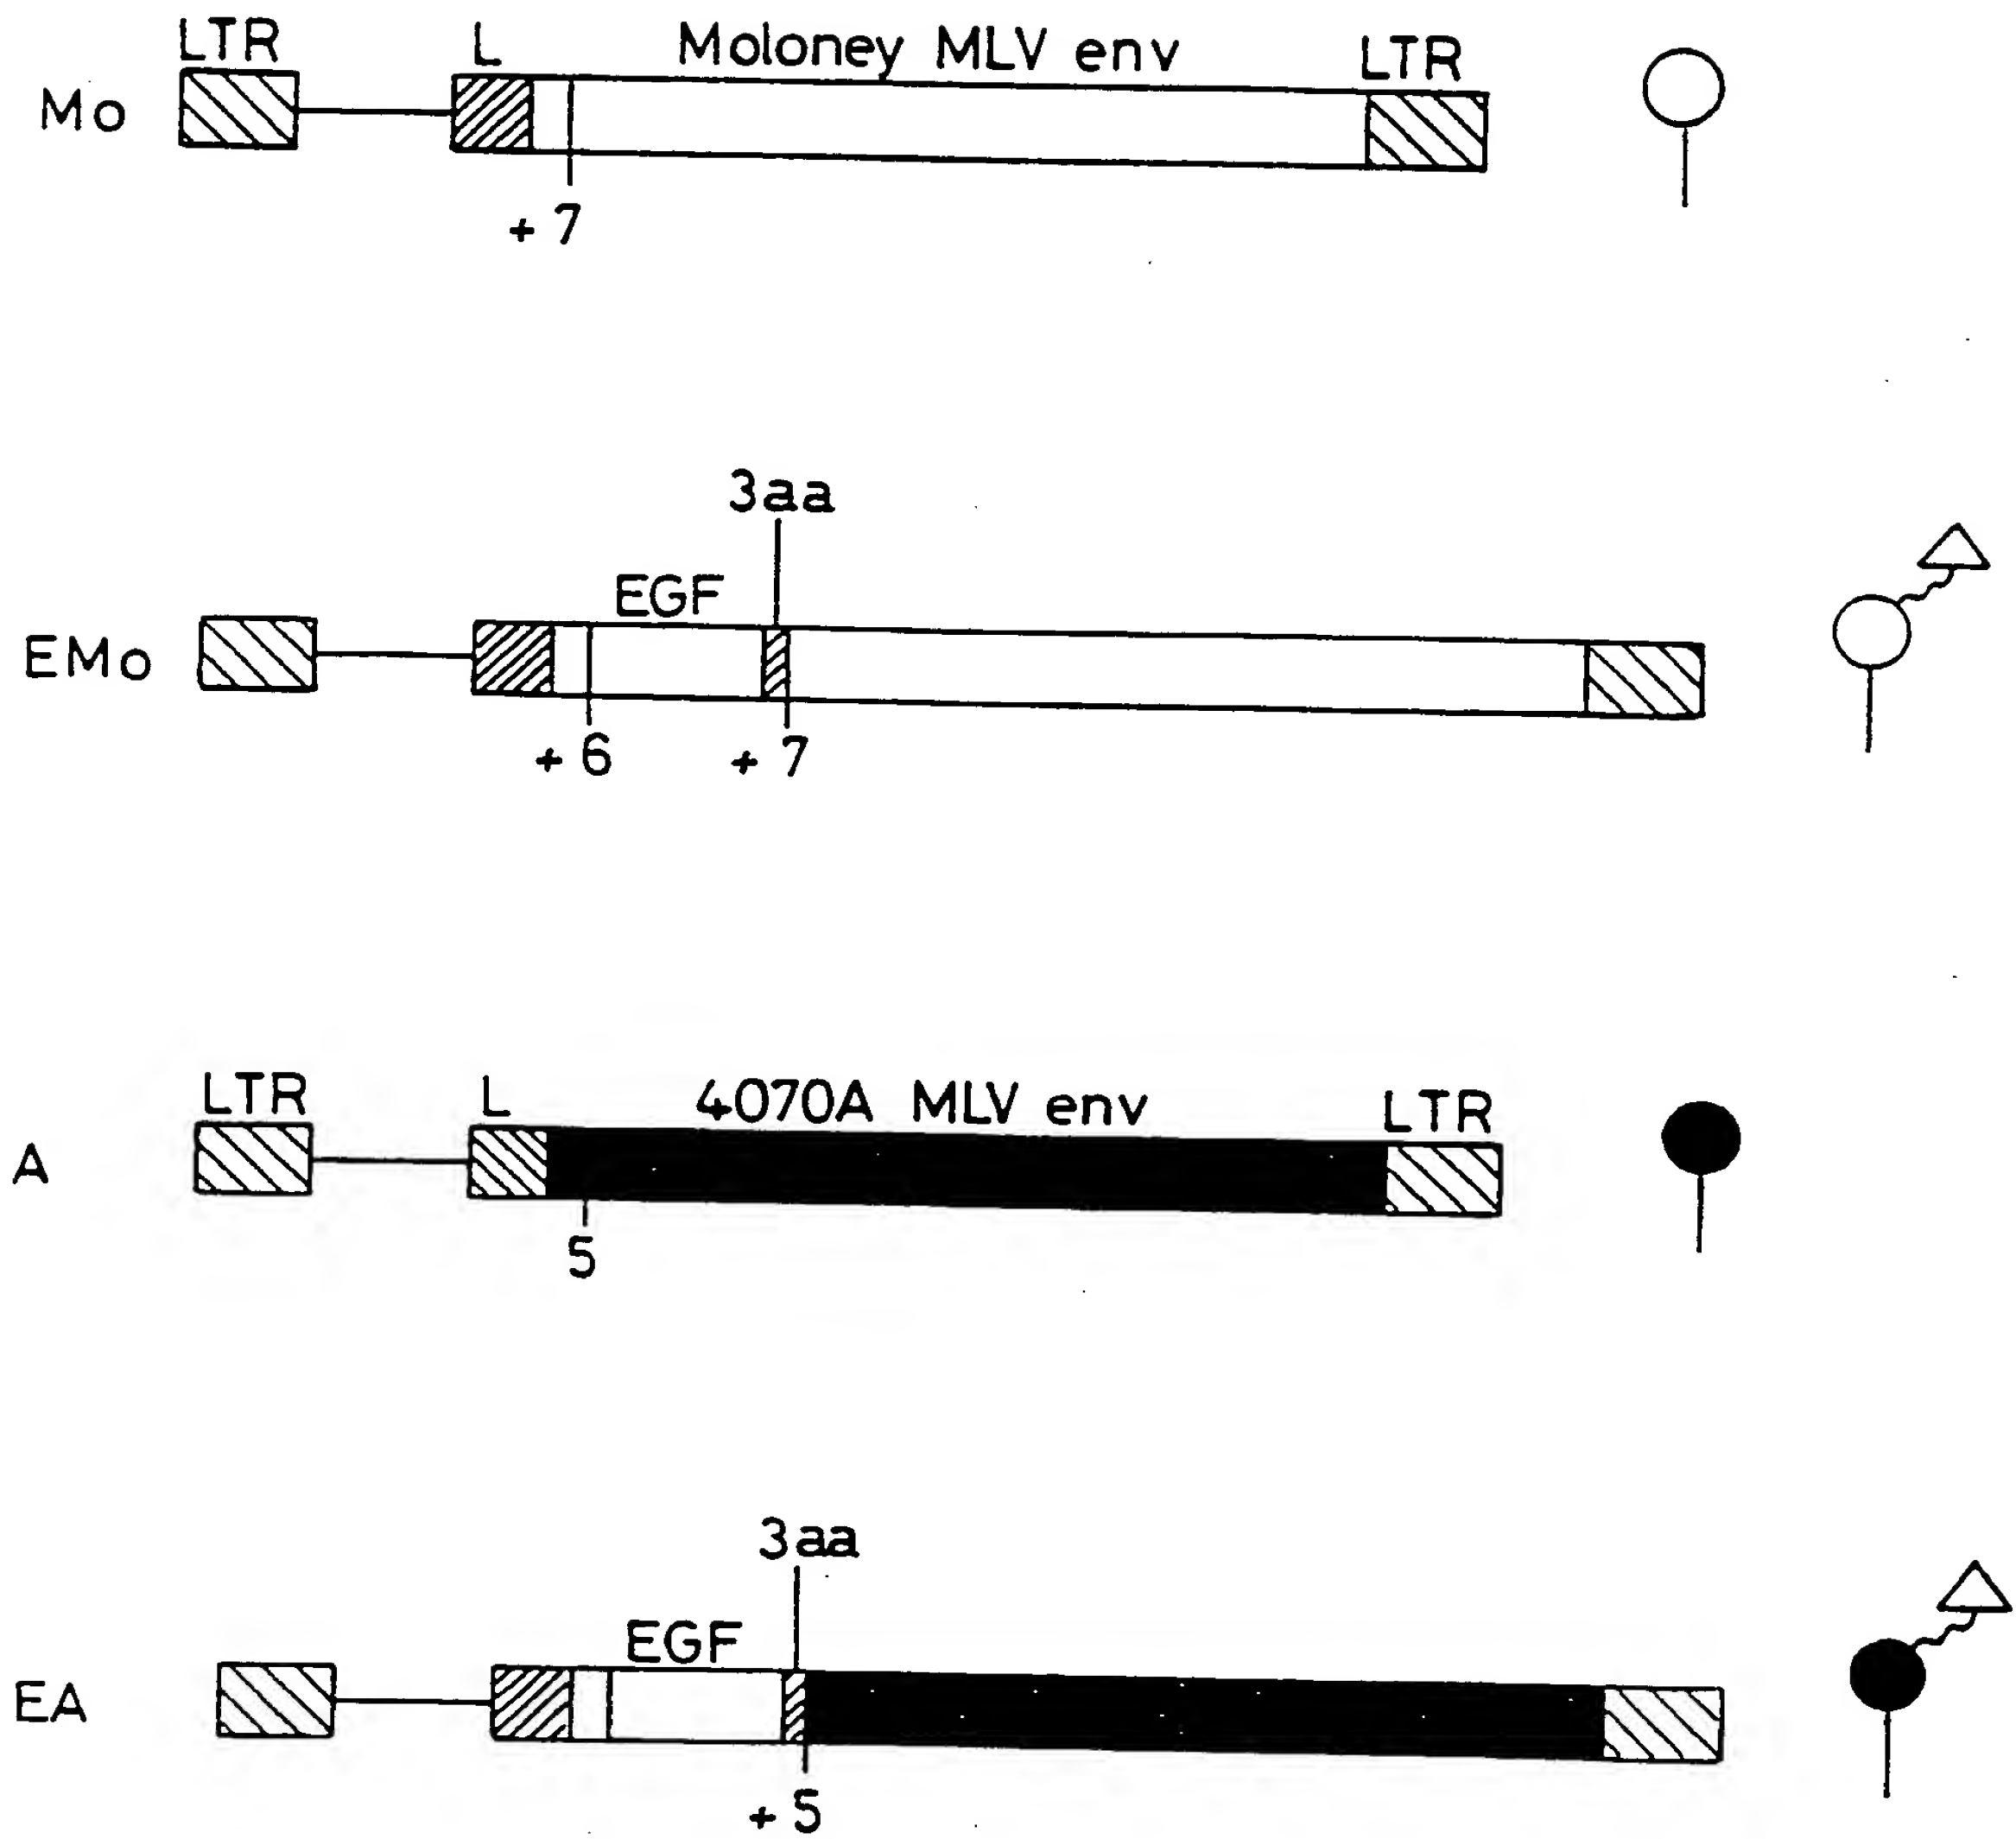 LTR L Moloney MLV env LTR
Mo
+7
3aa
EGF
EMo
+6 +7
LTR L 4070A MLV env LTR
A
5
3aa
EGF
EA
+5